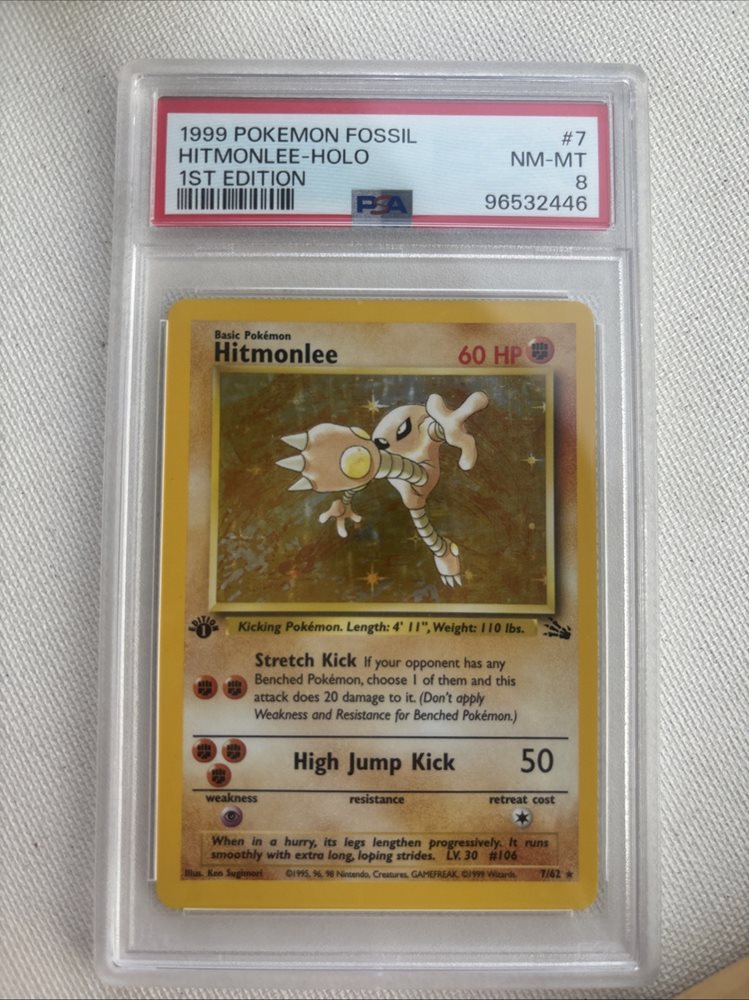 1999 POKEMON FOSSIL #7
HITMONLEE-HOLO NM-MT
1ST EDITION 8
PSA 96532446
Basic Pokémon
Hitmonlee 60 HP
EDITION 1
Kicking Pokémon. Length: 4' 11", Weight: 110 lbs.
Stretch Kick If your opponent has any
Benched Pokémon, choose 1 of them and this
attack does 20 damage to it. (Don't apply
Weakness and Resistance for Benched Pokémon.)
High Jump Kick 50
weakness resistance retreat cost
When in a hurry, its legs lengthen progressively. It runs
smoothly with extra long, loping strides. LV. 30 #106
Illus. Ken Sugimori ©1995, 96, 98 Nintendo, Creatures, GAMEFREAK. ©1999 Wizards. 7/62